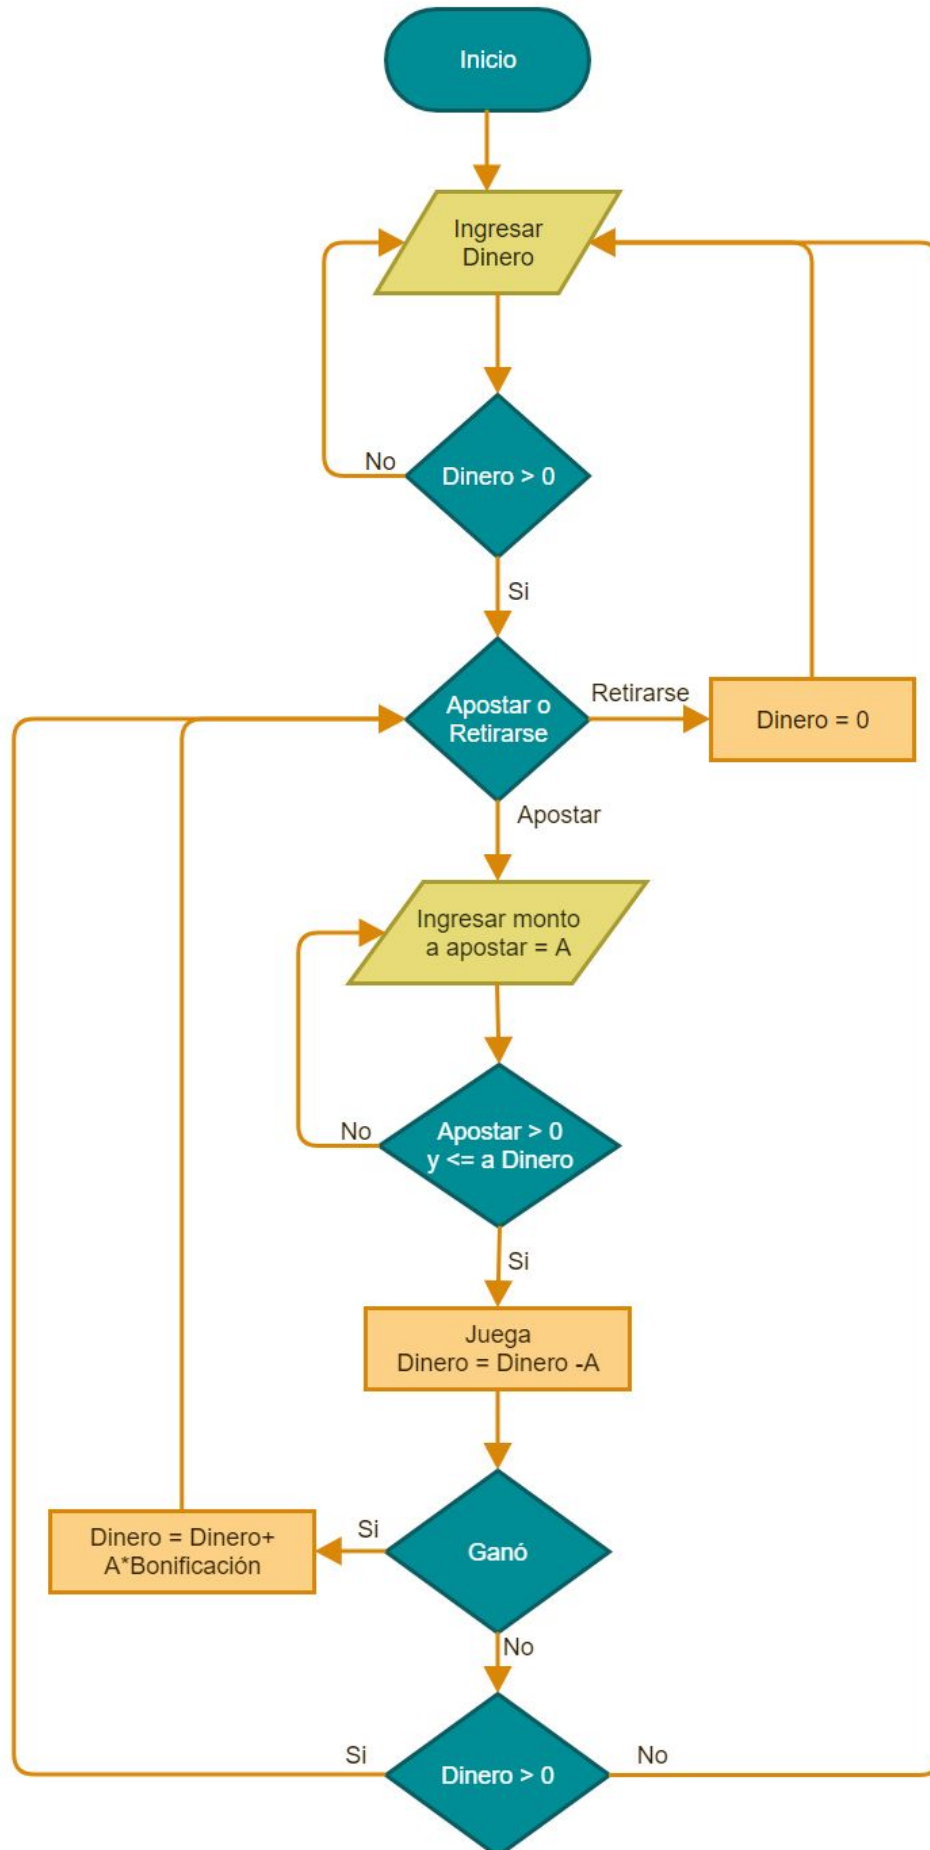 Inicio
Ingresar
Dinero
No
Dinero > 0
Si
Apostar o
Retirarse
Retirarse
Dinero = 0
Apostar
Ingresar monto
a apostar = A
No
Apostar > 0
y <= a Dinero
Si
Juega
Dinero = Dinero -A
Dinero = Dinero+
A*Bonificación
Si
Ganó
No
Si
Dinero > 0
No